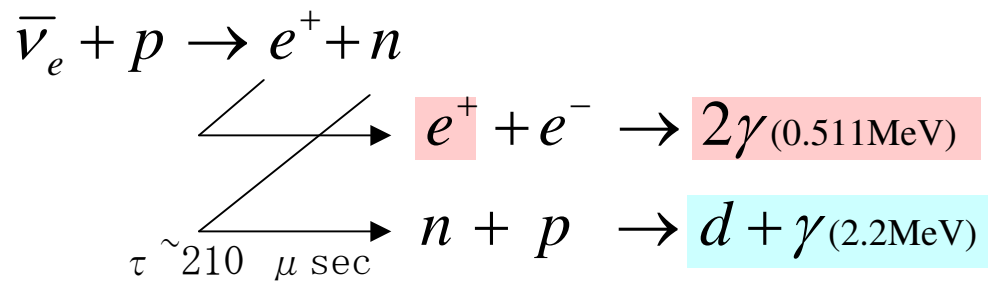 ν̅ₑ + p → e⁺ + n
e⁺ + e⁻ → 2γ (0.511MeV)
n + p → d + γ (2.2MeV)
τ ~210 μ sec